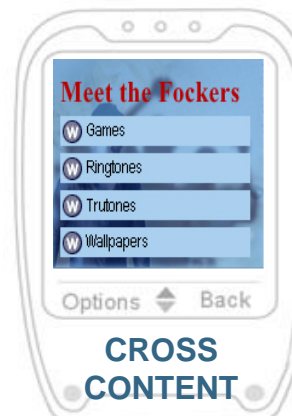 Meet the Fockers
W Games
W Ringtones
W Trutones
W Wallpapers
Options Back
CROSS
CONTENT